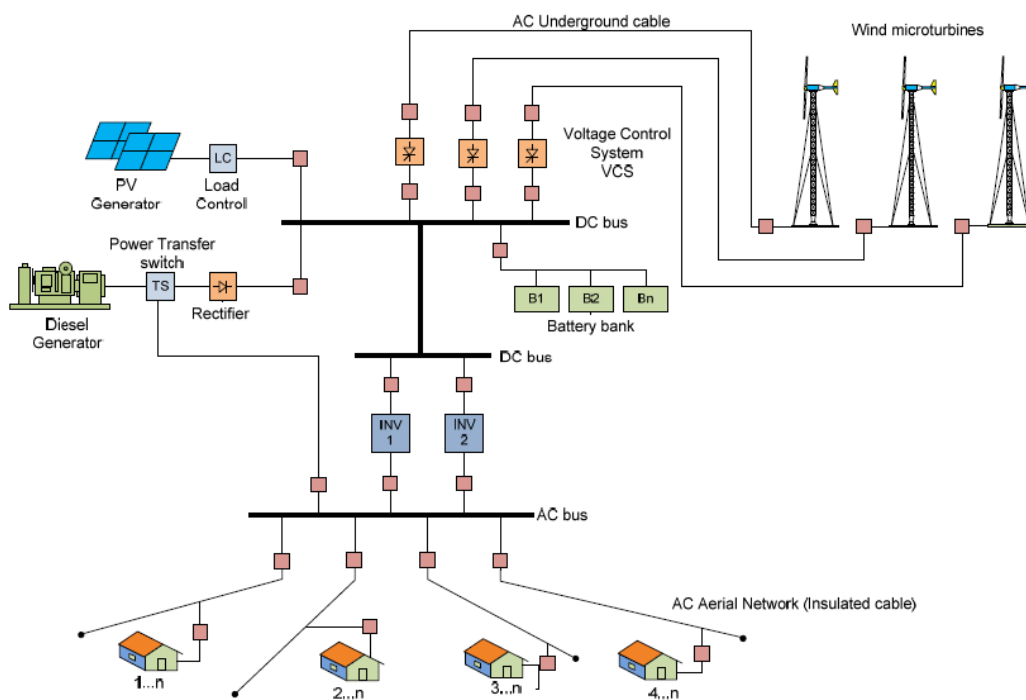 AC Underground cable
Wind microturbines
Voltage Control
System
VCS
LC
PV
Generator
Load
Control
DC bus
Power Transfer
switch
TS
Rectifier
Diesel
Generator
B1
B2
Bn
Battery bank
DC bus
INV
1
INV
2
AC bus
AC Aerial Network (Insulated cable)
1...n
2...n
3...n
4...n